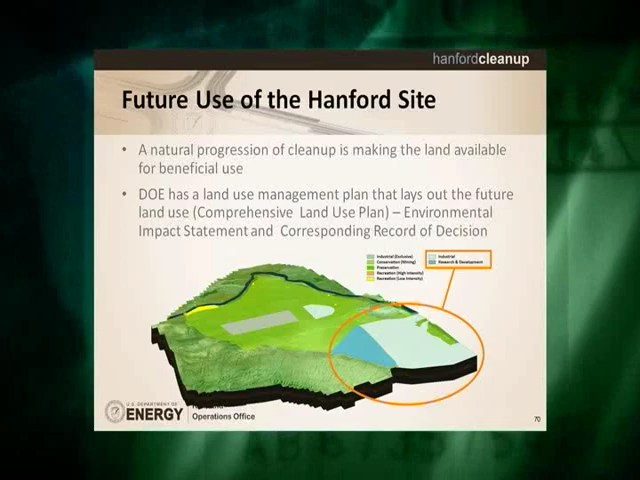 hanfordcleanup
Future Use of the Hanford Site
• A natural progression of cleanup is making the land available
for beneficial use
• DOE has a land use management plan that lays out the future
land use (Comprehensive Land Use Plan) – Environmental
Impact Statement and Corresponding Record of Decision
Industrial (Exclusive)
Conservation (Mining)
Preservation
Recreation (High Intensity)
Recreation (Low Intensity)
Industrial
Research & Development
U.S. DEPARTMENT OF
ENERGY
Operations Office
70